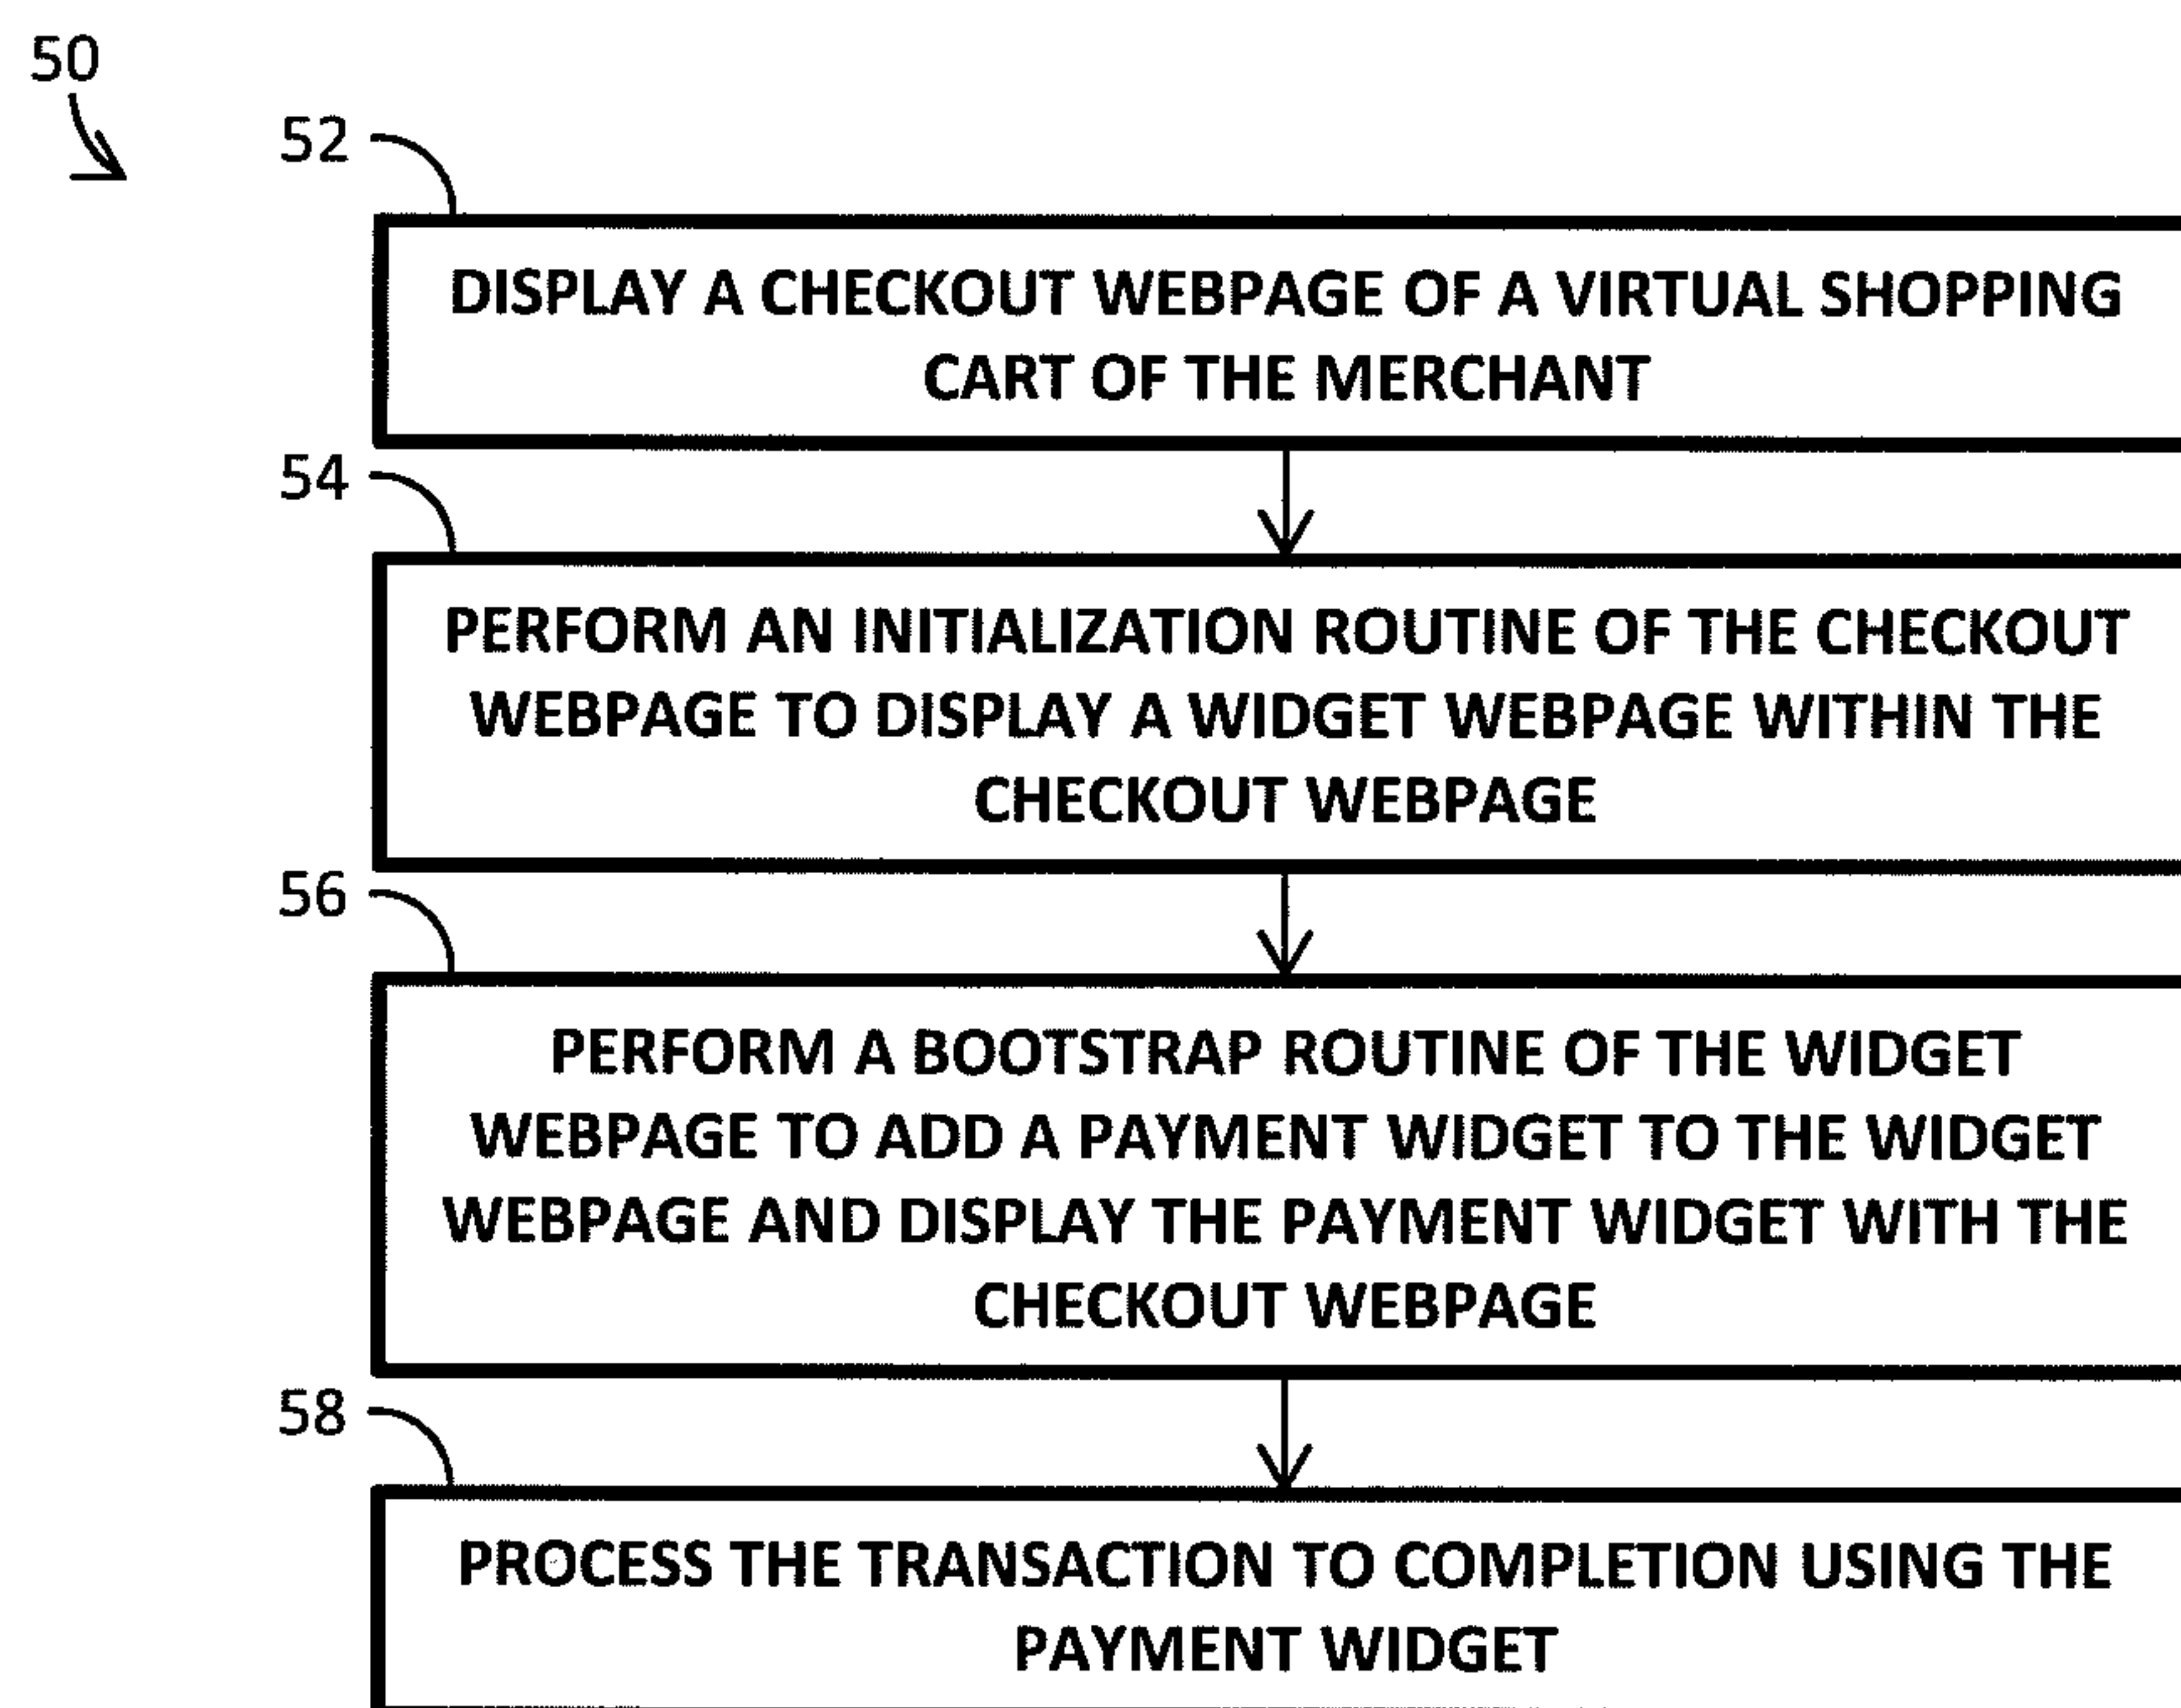 50
52
DISPLAY A CHECKOUT WEBPAGE OF A VIRTUAL SHOPPING
CART OF THE MERCHANT
54
PERFORM AN INITIALIZATION ROUTINE OF THE CHECKOUT
WEBPAGE TO DISPLAY A WIDGET WEBPAGE WITHIN THE
CHECKOUT WEBPAGE
56
PERFORM A BOOTSTRAP ROUTINE OF THE WIDGET
WEBPAGE TO ADD A PAYMENT WIDGET TO THE WIDGET
WEBPAGE AND DISPLAY THE PAYMENT WIDGET WITH THE
CHECKOUT WEBPAGE
58
PROCESS THE TRANSACTION TO COMPLETION USING THE
PAYMENT WIDGET